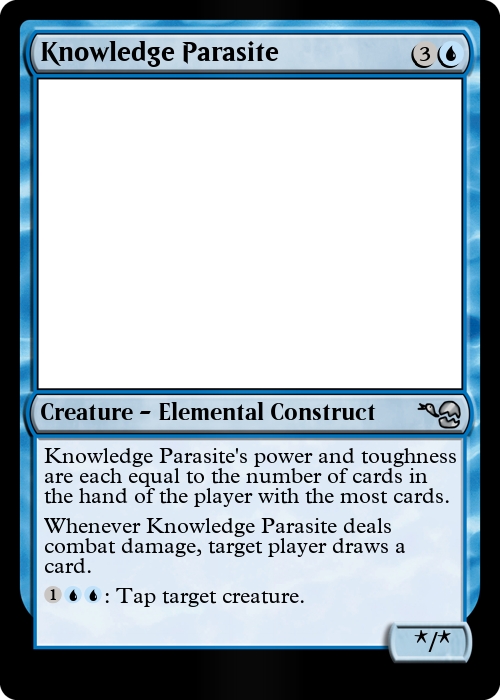 Knowledge Parasite 3
Creature – Elemental Construct
Knowledge Parasite's power and toughness
are each equal to the number of cards in
the hand of the player with the most cards.
Whenever Knowledge Parasite deals
combat damage, target player draws a
card.
1 : Tap target creature.
*/*